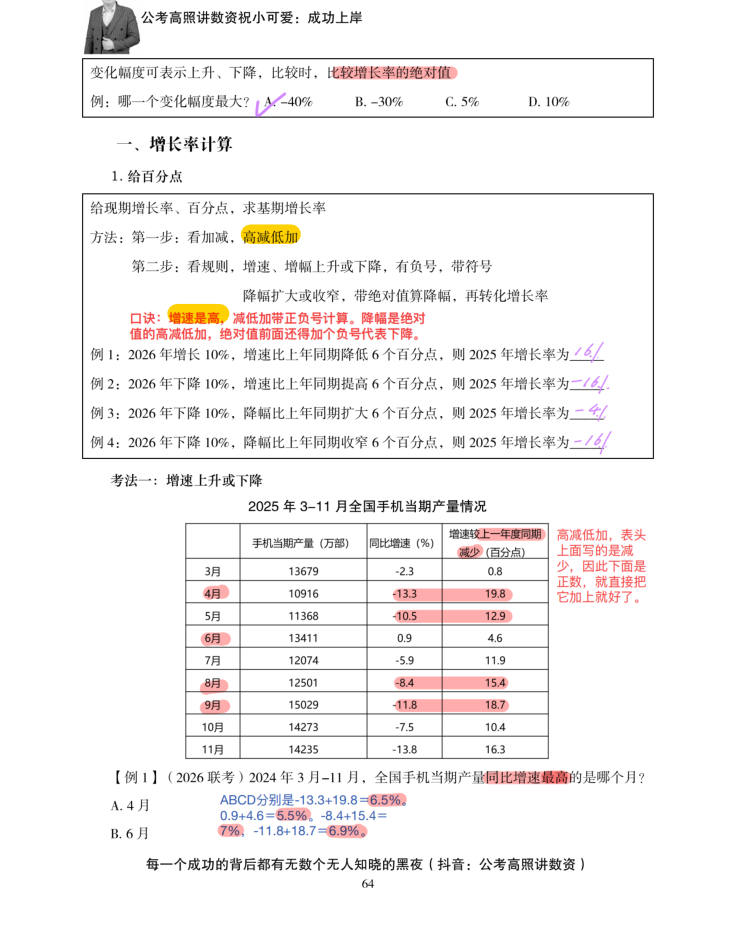 公考高照讲数资祝小可爱：成功上岸
变化幅度可表示上升、下降，比较时，比较增长率的绝对值
例：哪一个变化幅度最大？ A. –40% B. –30% C. 5% D. 10%
一、增长率计算
1. 给百分点
给现期增长率、百分点，求基期增长率
方法：第一步：看加减，高减低加
第二步：看规则，增速、增幅上升或下降，有负号，带符号
降幅扩大或收窄，带绝对值算降幅，再转化增长率
口诀：增速是高，减低加带正负号计算。降幅是绝对
值的高减低加，绝对值前面还得加个负号代表下降。
例 1：2026 年增长 10%，增速比上年同期降低 6 个百分点，则 2025 年增长率为 16%
例 2：2026 年下降 10%，增速比上年同期提高 6 个百分点，则 2025 年增长率为 –16%.
例 3：2026 年下降 10%，降幅比上年同期扩大 6 个百分点，则 2025 年增长率为 –4%
例 4：2026 年下降 10%，降幅比上年同期收窄 6 个百分点，则 2025 年增长率为 –16%
考法一：增速上升或下降
2025 年 3–11 月全国手机当期产量情况
手机当期产量（万部） 同比增速（%） 增速较上一年度同期
减少（百分点）
3月 13679 -2.3 0.8
4月 10916 -13.3 19.8
5月 11368 -10.5 12.9
6月 13411 0.9 4.6
7月 12074 -5.9 11.9
8月 12501 -8.4 15.4
9月 15029 -11.8 18.7
10月 14273 -7.5 10.4
11月 14235 -13.8 16.3
高减低加，表头
上面写的是减
少，因此下面是
正数，就直接把
它加上就好了。
【例 1】（2026 联考）2024 年 3 月–11 月，全国手机当期产量同比增速最高的是哪个月？
A. 4 月
B. 6 月
ABCD分别是-13.3+19.8＝6.5%。
0.9+4.6＝5.5%，-8.4+15.4＝
7%，-11.8+18.7＝6.9%。
每一个成功的背后都有无数个无人知晓的黑夜（抖音：公考高照讲数资）
64